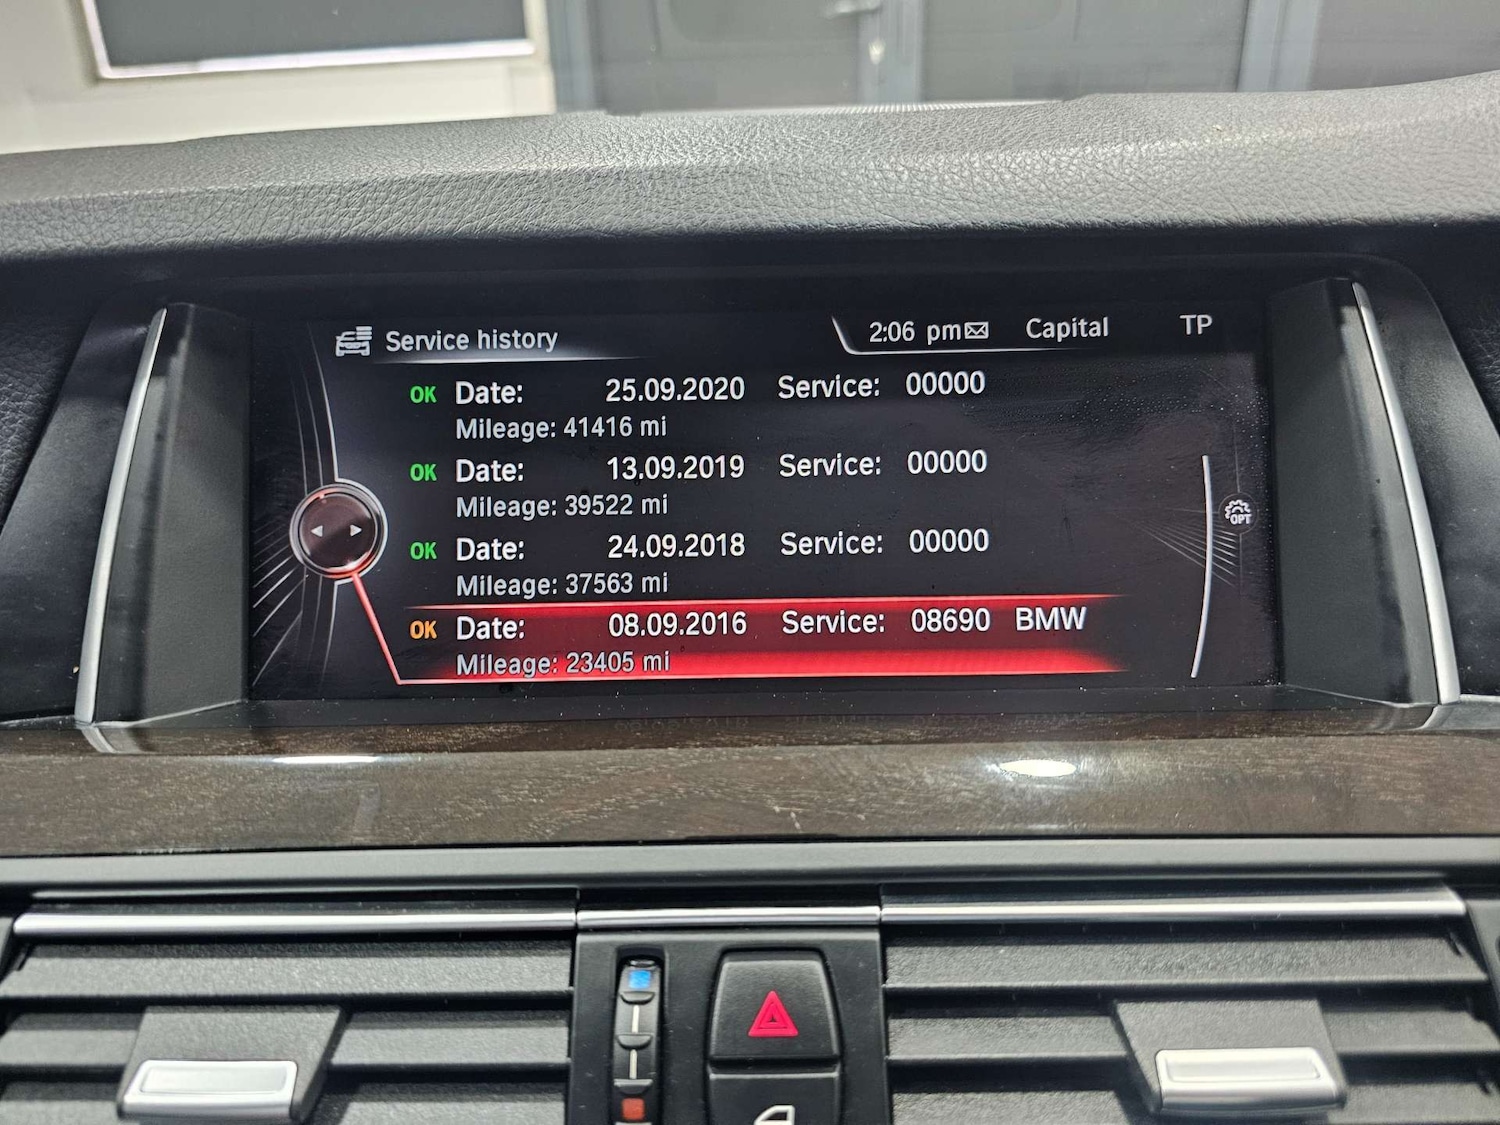 Service history 2:06 pm Capital TP
OK Date: 25.09.2020 Service: 00000
Mileage: 41416 mi
OK Date: 13.09.2019 Service: 00000
Mileage: 39522 mi
OK Date: 24.09.2018 Service: 00000
Mileage: 37563 mi
OK Date: 08.09.2016 Service: 08690 BMW
Mileage: 23405 mi
OPT